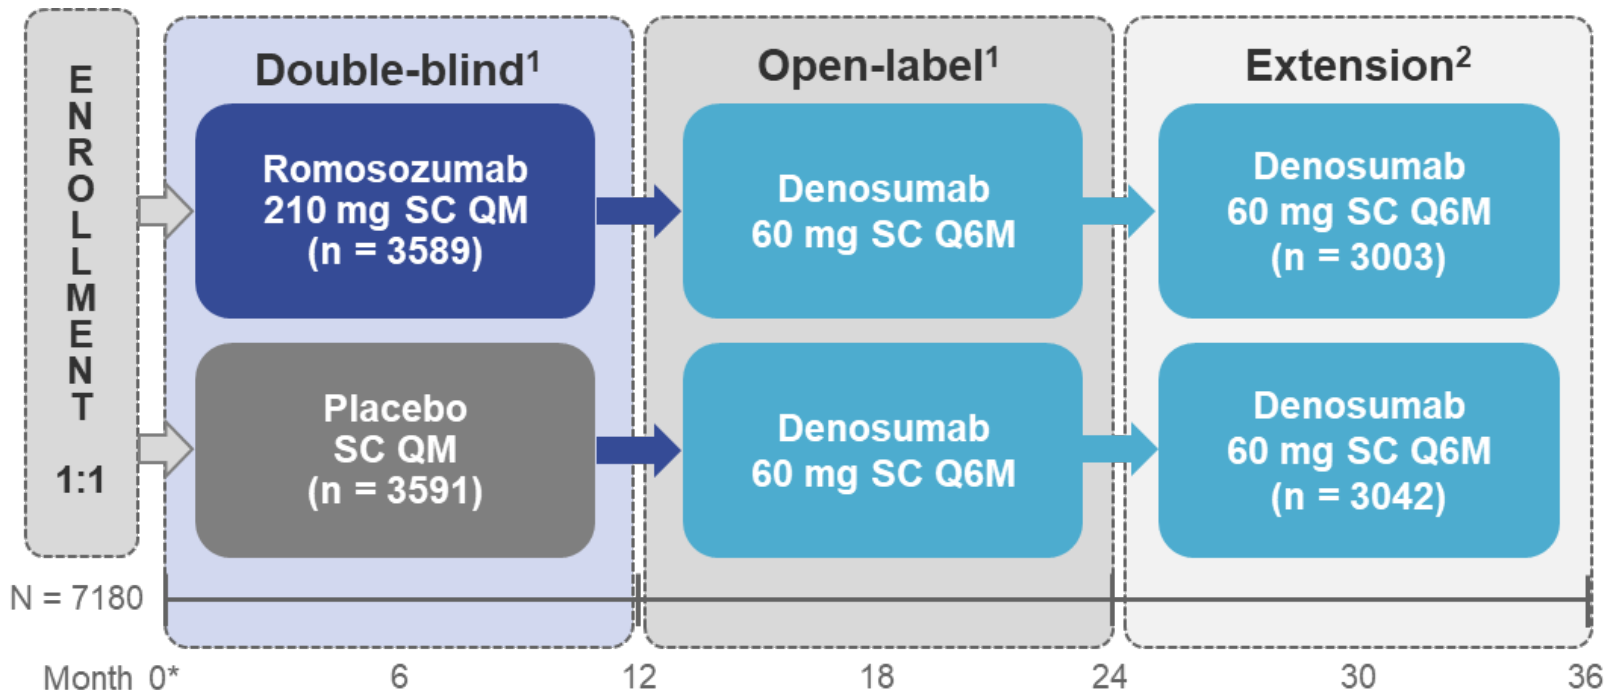 ENROLLMENT
1:1
Double-blind1
Romosozumab
210 mg SC QM
(n = 3589)
Placebo
SC QM
(n = 3591)
Open-label1
Denosumab
60 mg SC Q6M
Denosumab
60 mg SC Q6M
Extension2
Denosumab
60 mg SC Q6M
(n = 3003)
Denosumab
60 mg SC Q6M
(n = 3042)
N = 7180
Month 0* 6 12 18 24 30 36